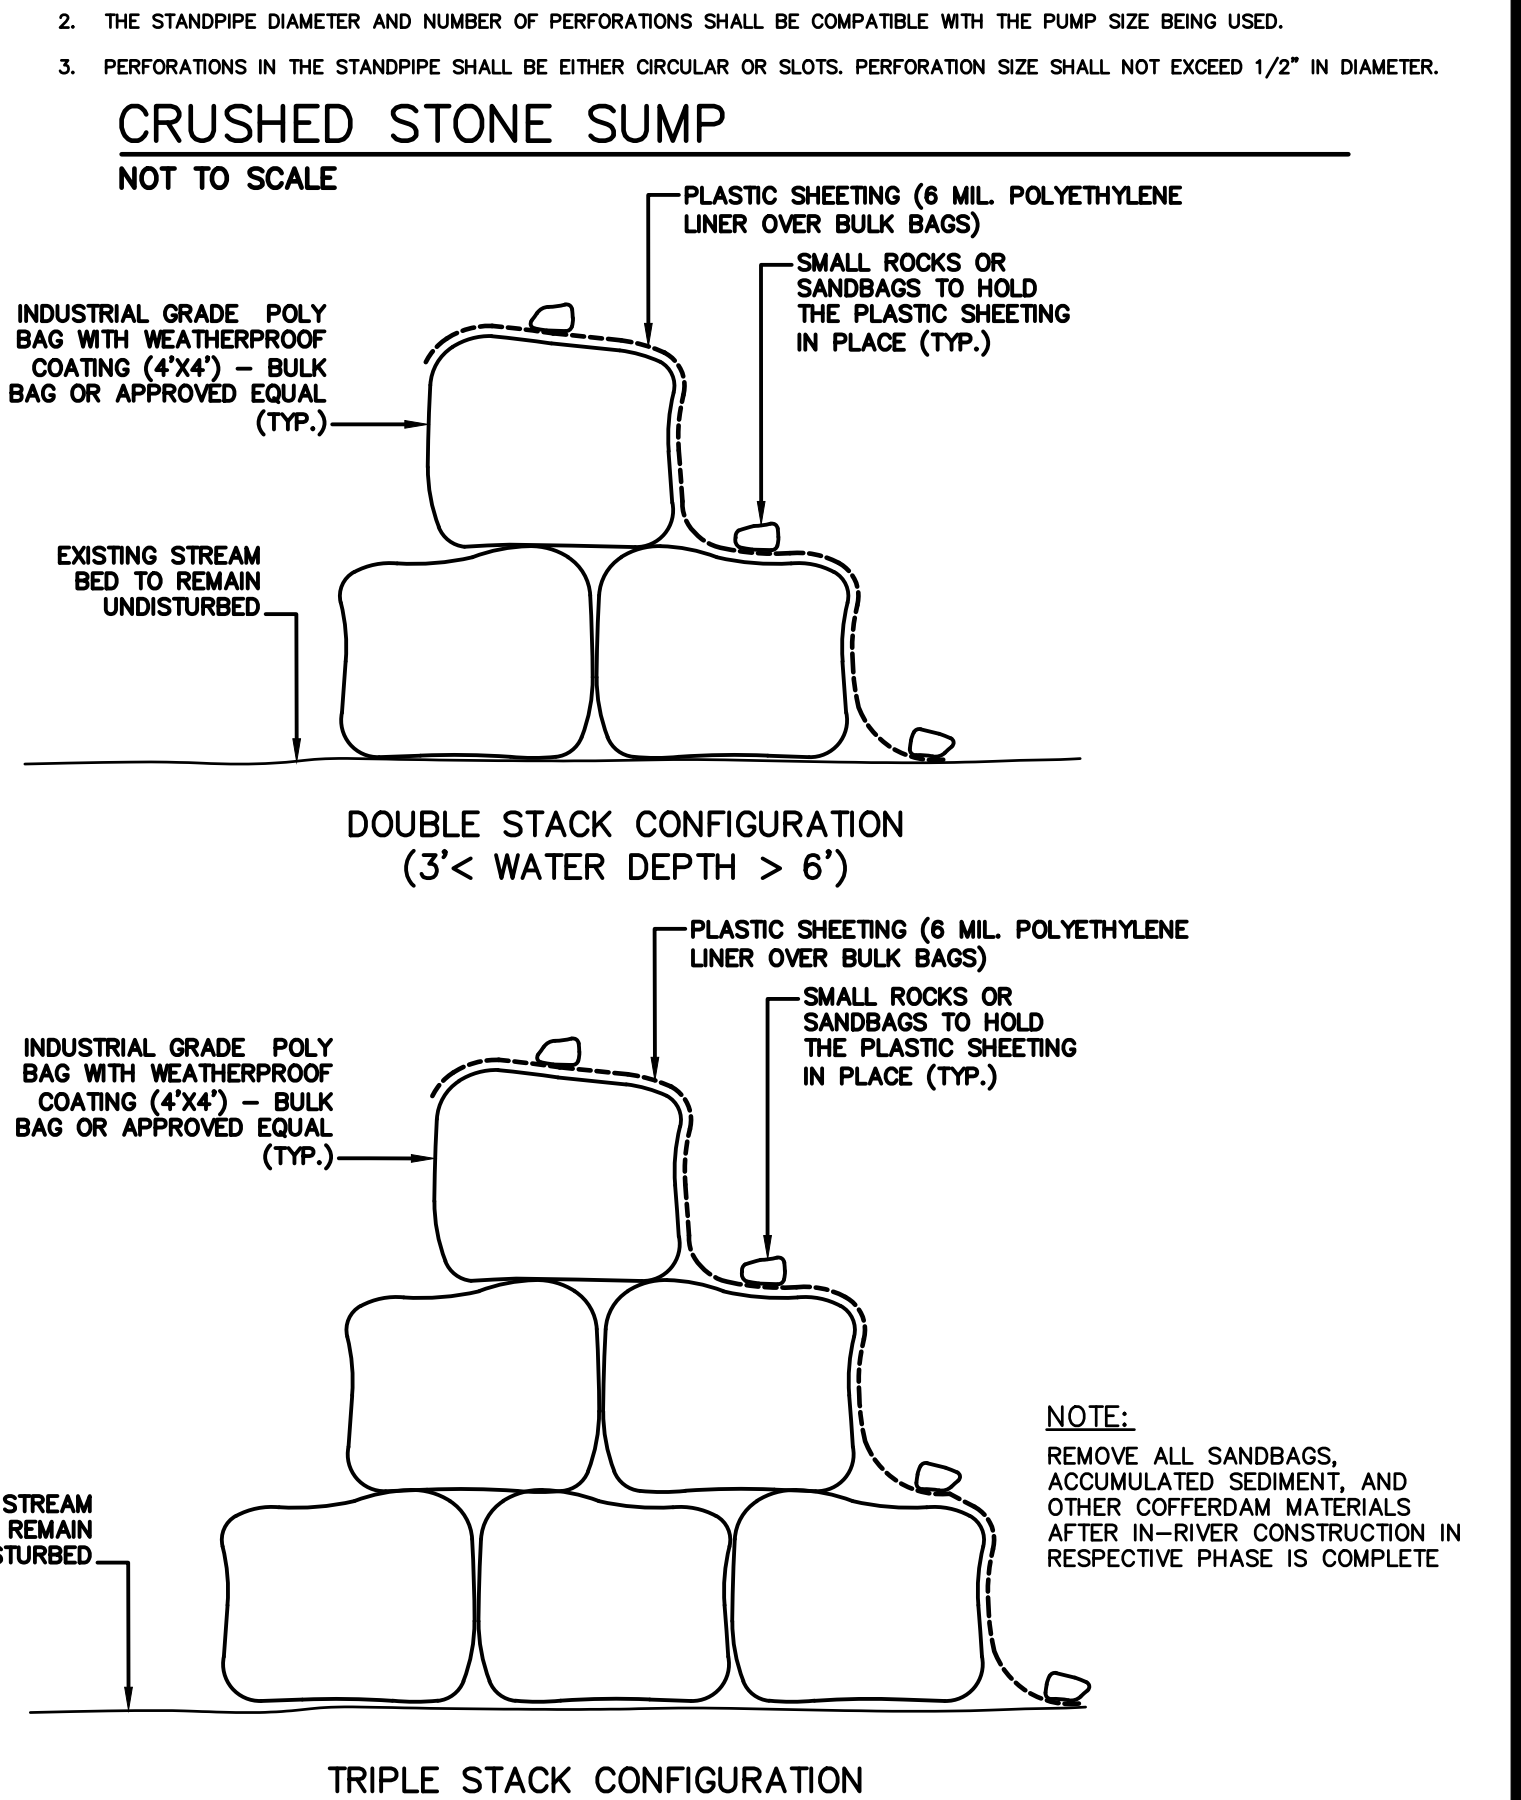 2. THE STANDPIPE DIAMETER AND NUMBER OF PERFORATIONS SHALL BE COMPATIBLE WITH THE PUMP SIZE BEING USED.
3. PERFORATIONS IN THE STANDPIPE SHALL BE EITHER CIRCULAR OR SLOTS. PERFORATION SIZE SHALL NOT EXCEED 1/2" IN DIAMETER.
CRUSHED STONE SUMP
NOT TO SCALE
PLASTIC SHEETING (6 MIL. POLYETHYLENE
LINER OVER BULK BAGS)
SMALL ROCKS OR
SANDBAGS TO HOLD
THE PLASTIC SHEETING
IN PLACE (TYP.)
INDUSTRIAL GRADE POLY
BAG WITH WEATHERPROOF
COATING (4'X4') – BULK
BAG OR APPROVED EQUAL
(TYP.)
EXISTING STREAM
BED TO REMAIN
UNDISTURBED
DOUBLE STACK CONFIGURATION
(3'< WATER DEPTH > 6')
PLASTIC SHEETING (6 MIL. POLYETHYLENE
LINER OVER BULK BAGS)
SMALL ROCKS OR
SANDBAGS TO HOLD
THE PLASTIC SHEETING
IN PLACE (TYP.)
INDUSTRIAL GRADE POLY
BAG WITH WEATHERPROOF
COATING (4'X4') – BULK
BAG OR APPROVED EQUAL
(TYP.)
NOTE:
REMOVE ALL SANDBAGS,
ACCUMULATED SEDIMENT, AND
OTHER COFFERDAM MATERIALS
AFTER IN-RIVER CONSTRUCTION IN
RESPECTIVE PHASE IS COMPLETE
STREAM
REMAIN
STURBED
TRIPLE STACK CONFIGURATION